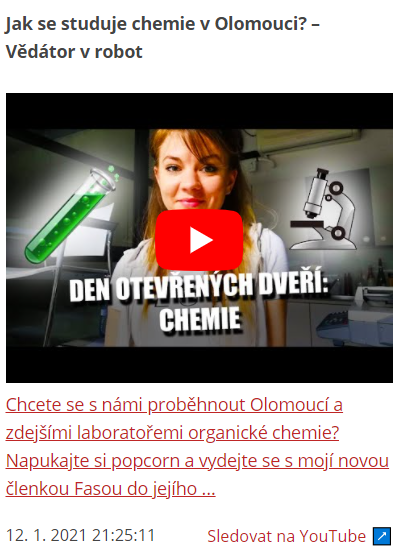 Jak se studuje chemie v Olomouci? –
Vědátor v robot
DEN OTEVŘENÝCH DVEŘÍ:
CHEMIE
Chcete se s námi proběhnout Olomoucí a
zdejšími laboratořemi organické chemie?
Napukajte si popcorn a vydejte se s mojí novou
členkou Fasou do jejího ...
12. 1. 2021 21:25:11 Sledovat na YouTube